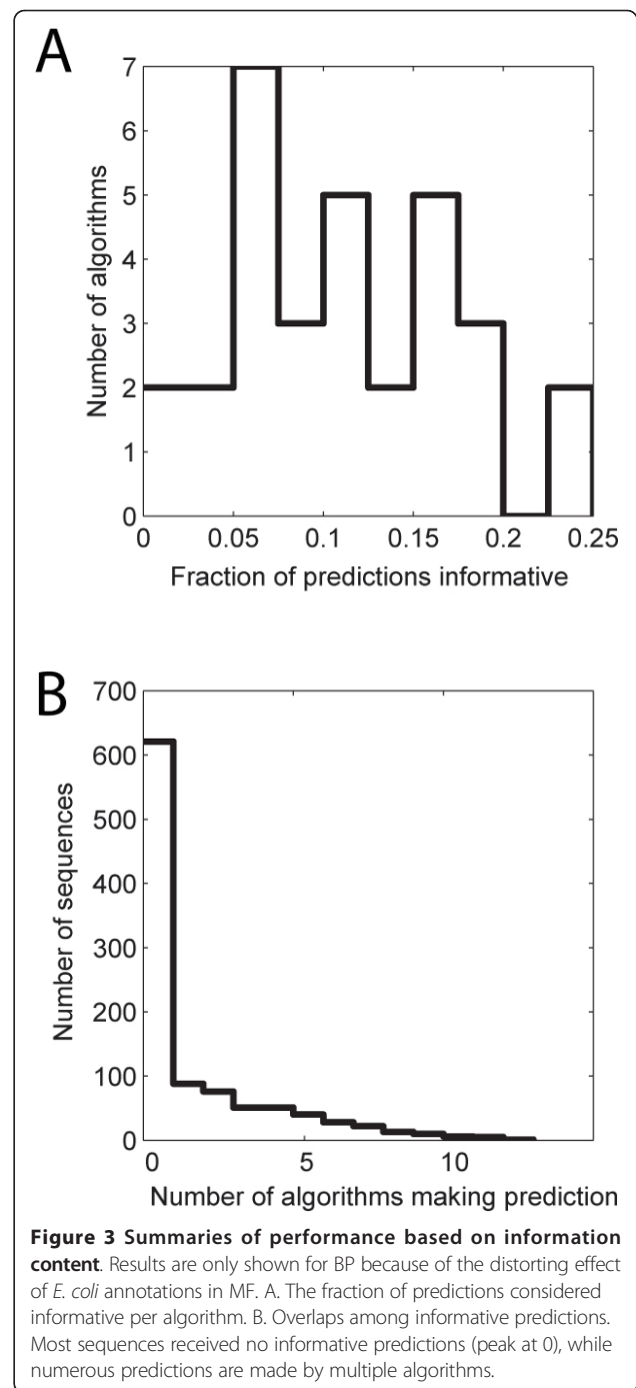 A
7
6
5
4
3
2
1
0
Number of algorithms
0 0.05 0.1 0.15 0.2 0.25
Fraction of predictions informative
B
700
600
500
400
300
200
100
0
Number of sequences
0 5 10
Number of algorithms making prediction
Figure 3 Summaries of performance based on information
content. Results are only shown for BP because of the distorting effect
of E. coli annotations in MF. A. The fraction of predictions considered
informative per algorithm. B. Overlaps among informative predictions.
Most sequences received no informative predictions (peak at 0), while
numerous predictions are made by multiple algorithms.